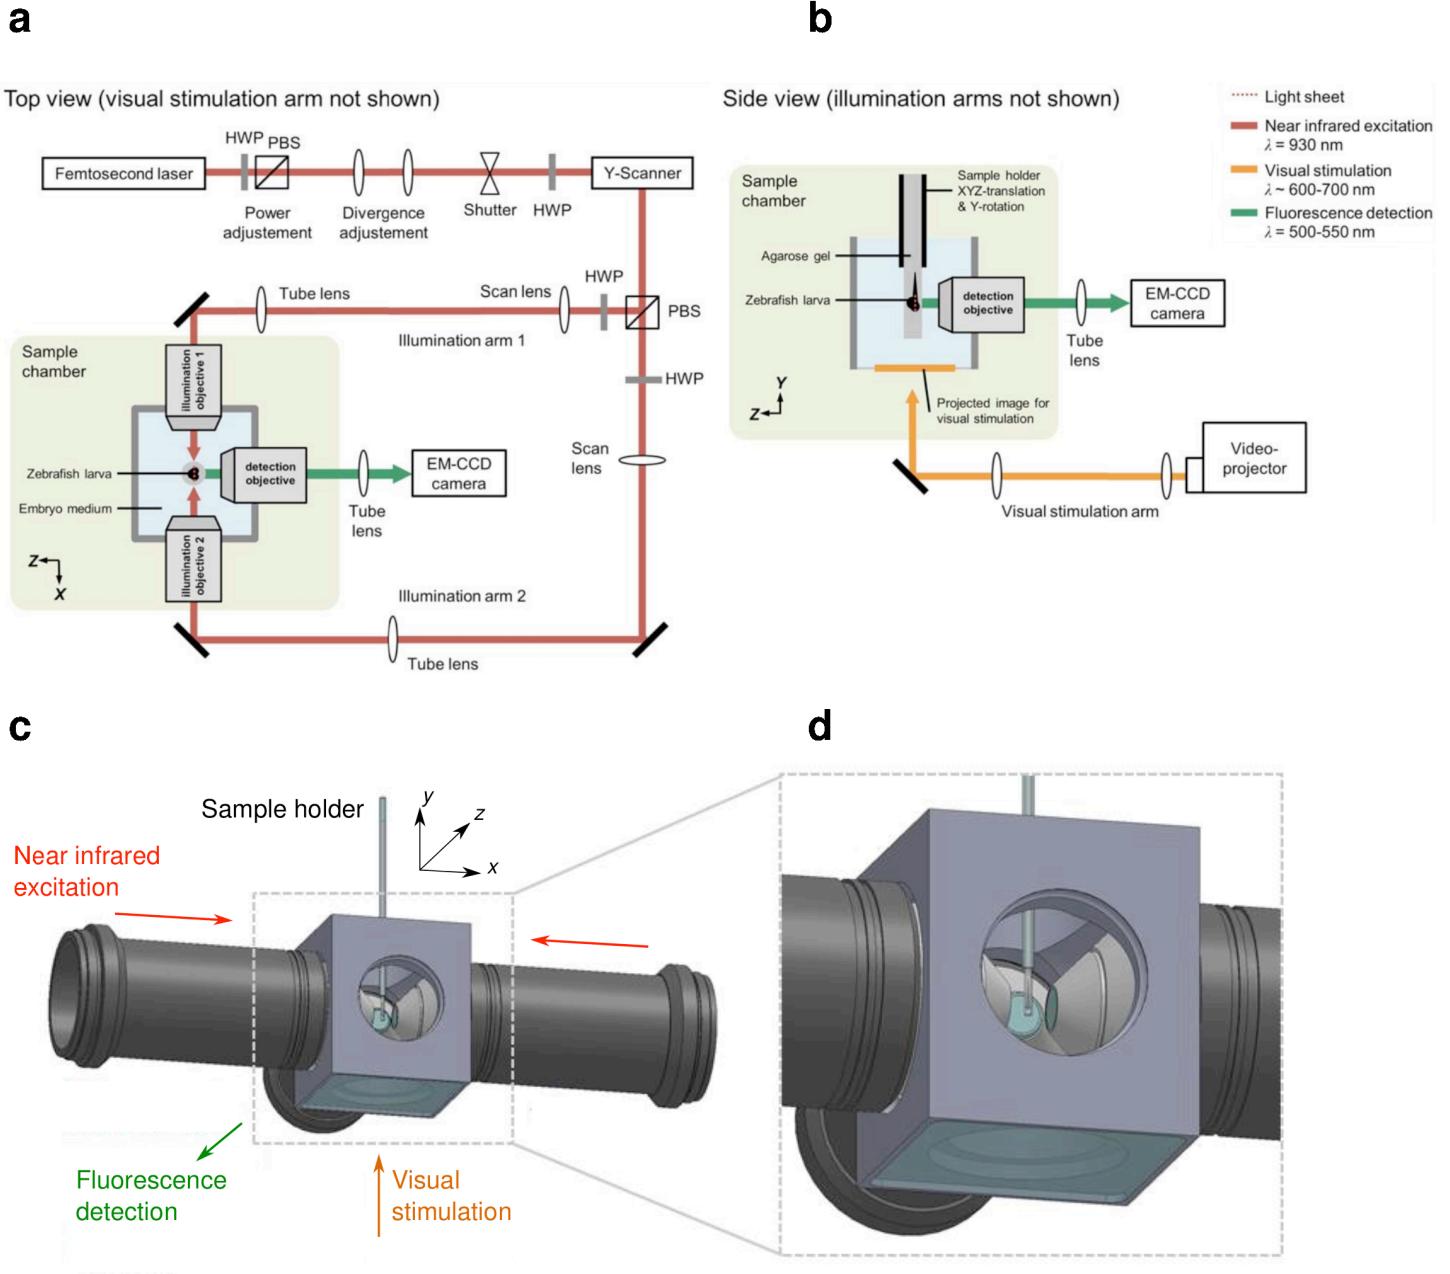 a
b
Top view (visual stimulation arm not shown)
Femtosecond laser
HWP
PBS
Power
adjustement
Divergence
adjustement
Shutter
HWP
Y-Scanner
HWP
PBS
Tube lens
Scan lens
Illumination arm 1
HWP
Scan
lens
Sample
chamber
illumination
objective 1
Zebrafish larva
Embryo medium
detection
objective
Tube
lens
EM-CCD
camera
illumination
objective 2
Z
X
Illumination arm 2
Tube lens
Side view (illumination arms not shown)
Light sheet
Near infrared excitation
λ = 930 nm
Visual stimulation
λ ~ 600-700 nm
Fluorescence detection
λ = 500-550 nm
Sample
chamber
Sample holder
XYZ-translation
& Y-rotation
Agarose gel
Zebrafish larva
detection
objective
Tube
lens
EM-CCD
camera
Y
Z
Projected image for
visual stimulation
Video-
projector
Visual stimulation arm
c
d
Sample holder
y
z
x
Near infrared
excitation
Fluorescence
detection
Visual
stimulation